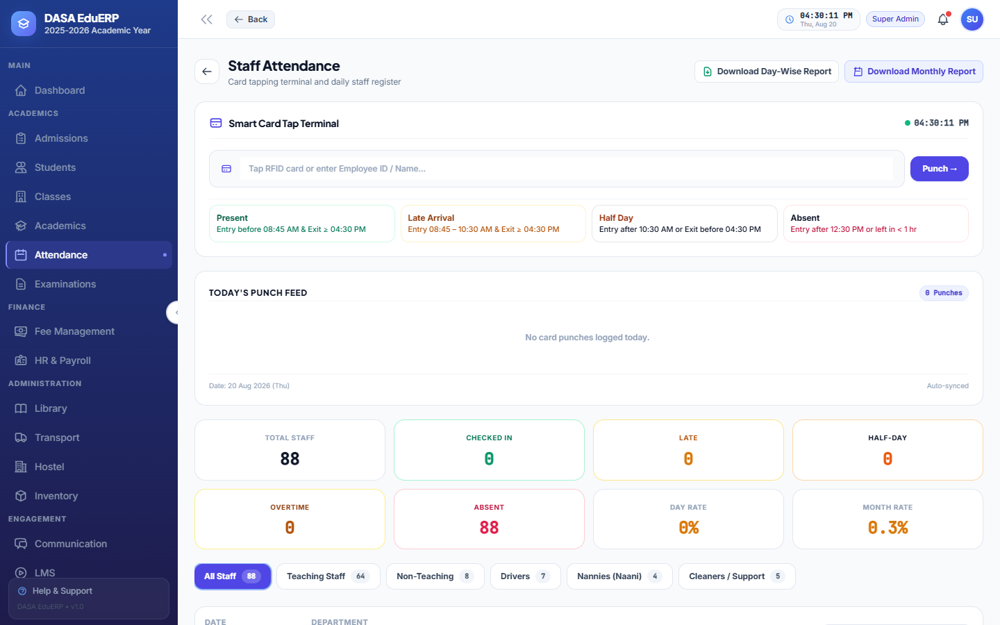 DASA EduERP
2025-2026 Academic Year
MAIN
Dashboard
ACADEMICS
Admissions
Students
Classes
Academics
Attendance
Examinations
FINANCE
Fee Management
HR & Payroll
ADMINISTRATION
Library
Transport
Hostel
Inventory
ENGAGEMENT
Communication
LMS
Help & Support
DASA EduERP • v1.0
← Back
04:30:11 PM
Thu, Aug 20
Super Admin
SU
Staff Attendance
Card tapping terminal and daily staff register
Download Day-Wise Report
Download Monthly Report
Smart Card Tap Terminal
04:30:11 PM
Tap RFID card or enter Employee ID / Name...
Punch →
Present
Entry before 08:45 AM & Exit ≥ 04:30 PM
Late Arrival
Entry 08:45 – 10:30 AM & Exit ≥ 04:30 PM
Half Day
Entry after 10:30 AM or Exit before 04:30 PM
Absent
Entry after 12:30 PM or left in < 1 hr
TODAY'S PUNCH FEED
0 Punches
No card punches logged today.
Date: 20 Aug 2026 (Thu)
Auto-synced
TOTAL STAFF
88
CHECKED IN
0
LATE
0
HALF-DAY
0
OVERTIME
0
ABSENT
88
DAY RATE
0%
MONTH RATE
0.3%
All Staff 88
Teaching Staff 64
Non-Teaching 8
Drivers 7
Nannies (Naani) 4
Cleaners / Support 5
DATE
DEPARTMENT